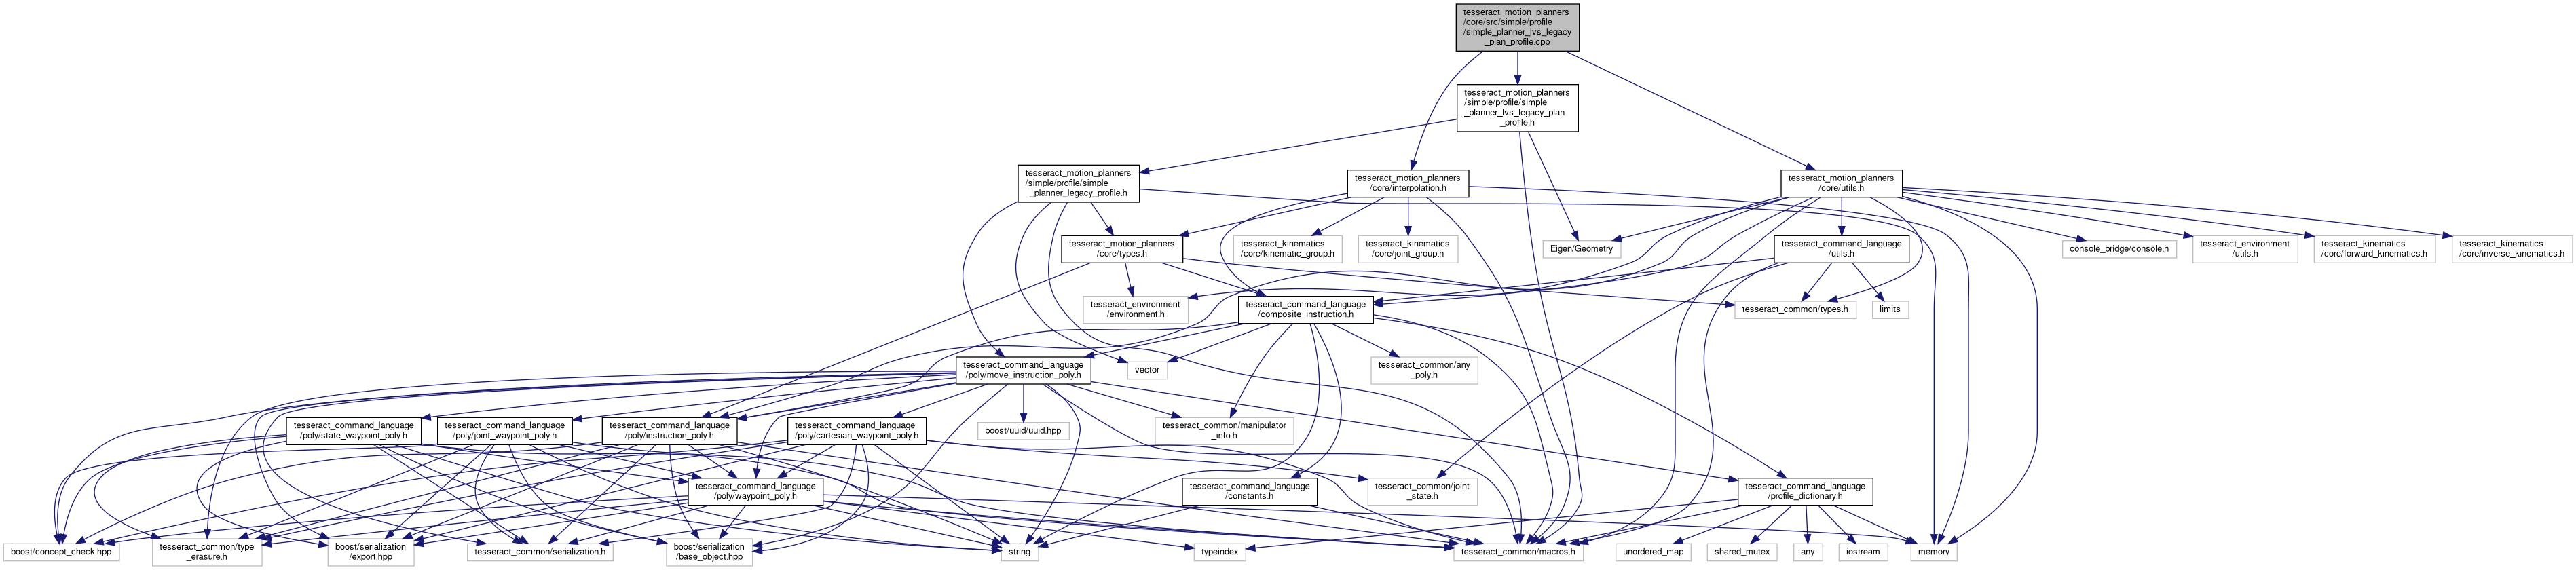 tesseract_motion_planners
/core/src/simple/profile
/simple_planner_lvs_legacy
_plan_profile.cpp
tesseract_motion_planners
/simple/profile/simple
_planner_lvs_legacy_plan
_profile.h
tesseract_motion_planners
/simple/profile/simple
_planner_legacy_profile.h
tesseract_motion_planners
/core/interpolation.h
tesseract_motion_planners
/core/utils.h
tesseract_motion_planners
/core/types.h
tesseract_kinematics
/core/kinematic_group.h
tesseract_kinematics
/core/joint_group.h
Eigen/Geometry
tesseract_command_language
/utils.h
console_bridge/console.h
tesseract_environment
/utils.h
tesseract_kinematics
/core/forward_kinematics.h
tesseract_kinematics
/core/inverse_kinematics.h
tesseract_environment
/environment.h
tesseract_command_language
/composite_instruction.h
tesseract_common/types.h
limits
tesseract_command_language
/poly/move_instruction_poly.h
vector
tesseract_common/any
_poly.h
tesseract_command_language
/poly/state_waypoint_poly.h
tesseract_command_language
/poly/joint_waypoint_poly.h
tesseract_command_language
/poly/instruction_poly.h
tesseract_command_language
/poly/cartesian_waypoint_poly.h
boost/uuid/uuid.hpp
tesseract_common/manipulator
_info.h
tesseract_command_language
/poly/waypoint_poly.h
tesseract_command_language
/constants.h
tesseract_common/joint
_state.h
tesseract_command_language
/profile_dictionary.h
boost/concept_check.hpp
tesseract_common/type
_erasure.h
boost/serialization
/export.hpp
tesseract_common/serialization.h
boost/serialization
/base_object.hpp
string
typeindex
tesseract_common/macros.h
unordered_map
shared_mutex
any
iostream
memory